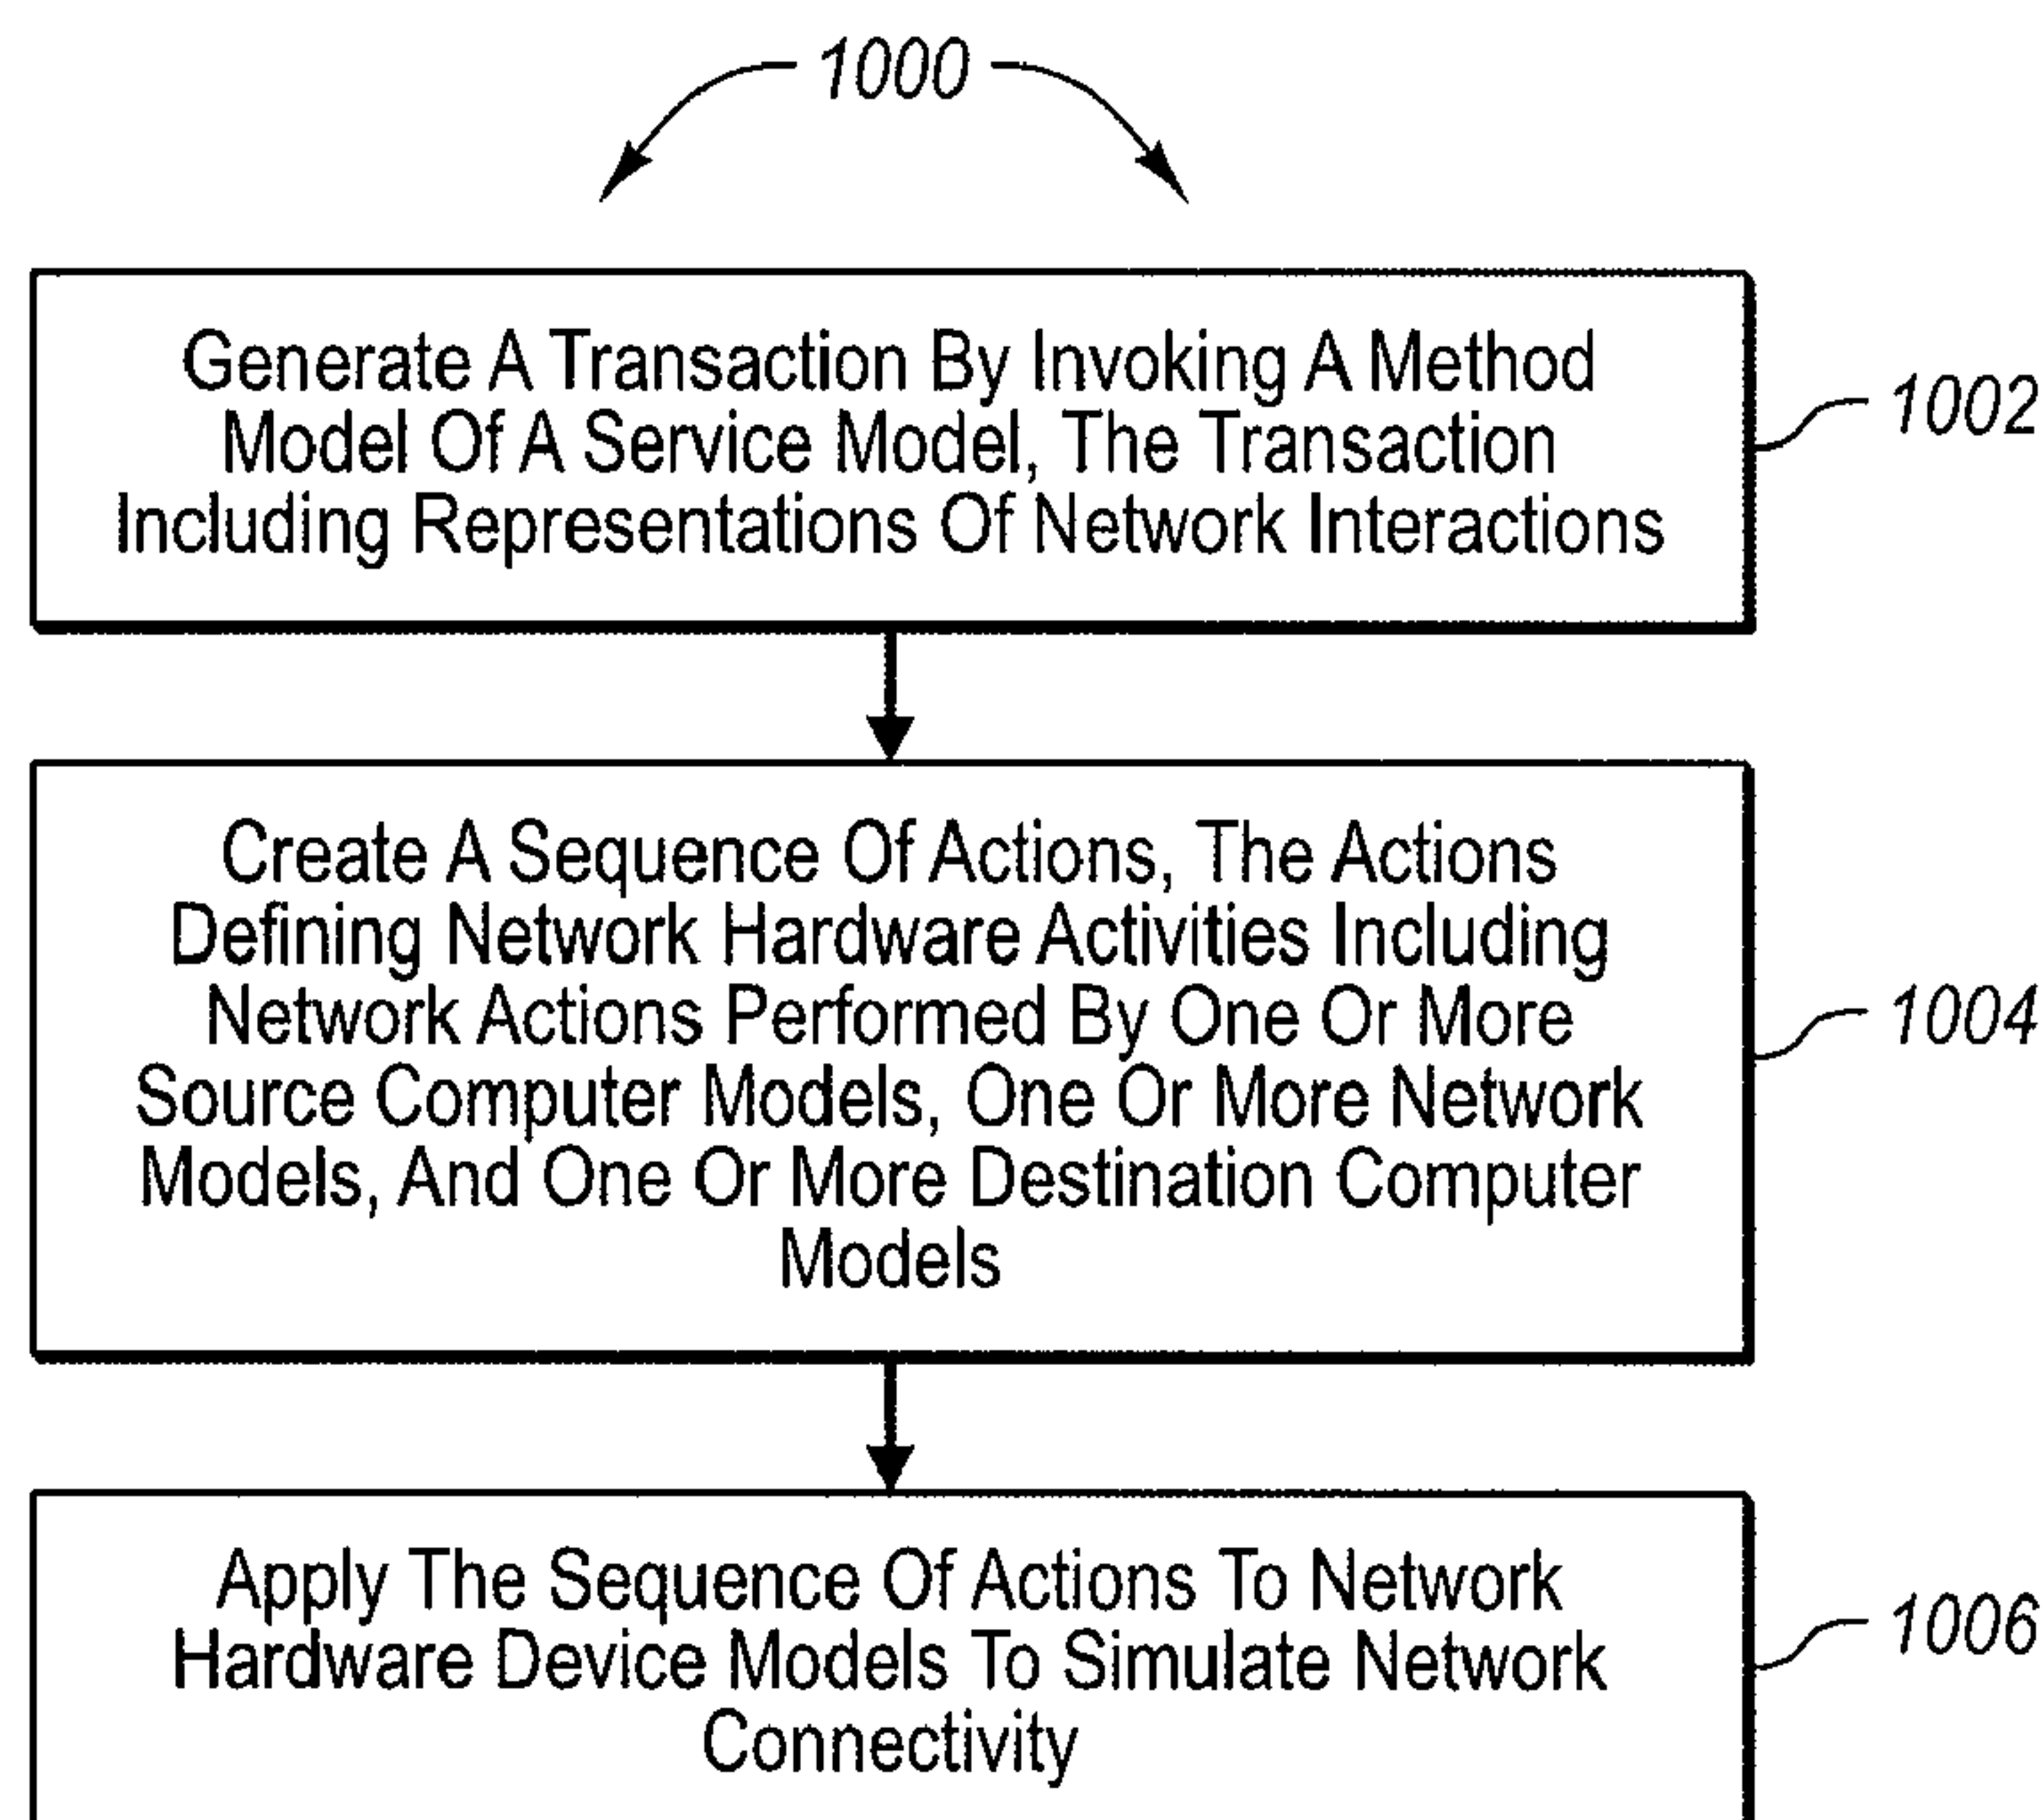 1000
Generate A Transaction By Invoking A Method
Model Of A Service Model, The Transaction
Including Representations Of Network Interactions
1002
Create A Sequence Of Actions, The Actions
Defining Network Hardware Activities Including
Network Actions Performed By One Or More
Source Computer Models, One Or More Network
Models, And One Or More Destination Computer
Models
1004
Apply The Sequence Of Actions To Network
Hardware Device Models To Simulate Network
Connectivity
1006